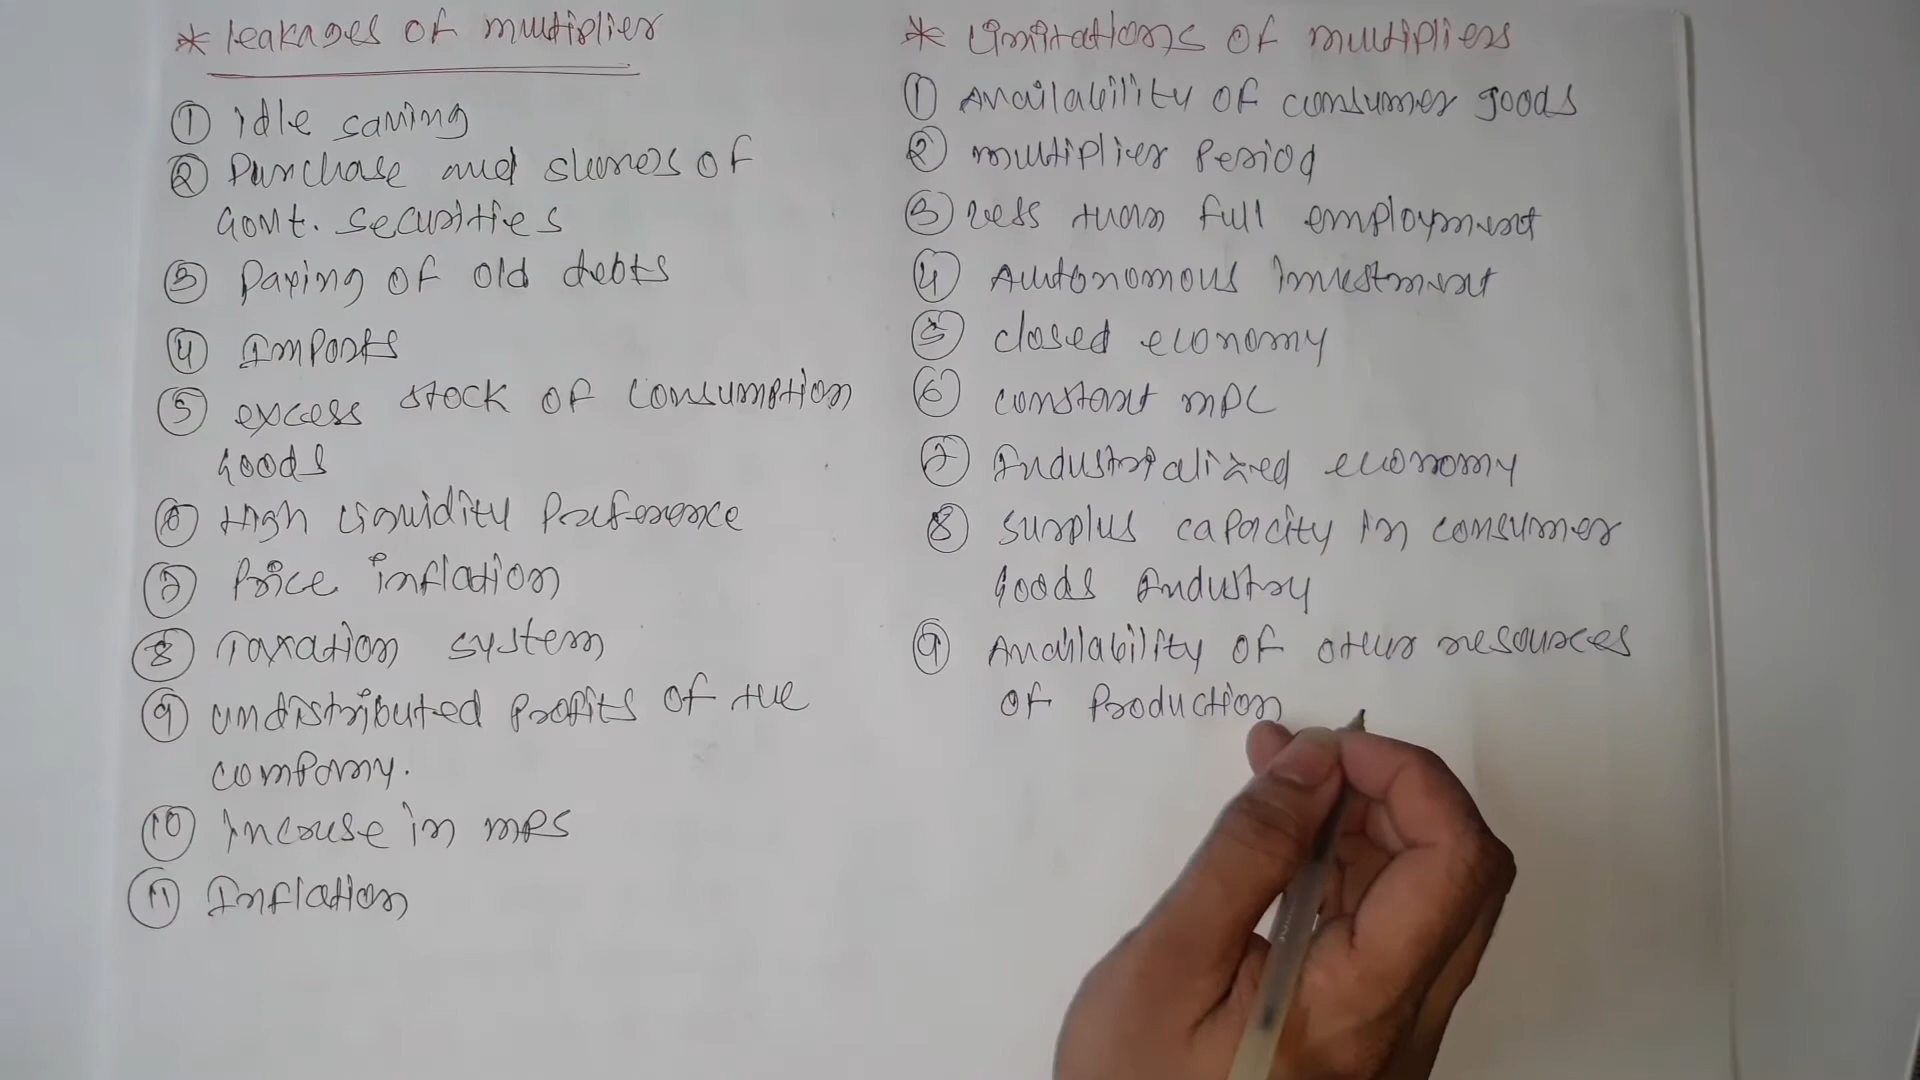 * Leakages of multiplier
① idle saving
② Purchase and shares of
Govt. securities
③ Paying of old debts
④ Imports
⑤ excess stock of consumption
Goods
⑥ High Liquidity Preference
⑦ Price inflation
⑧ Taxation system
⑨ undistributed profits of the
company.
⑩ increase in MPS
⑪ Inflation
* Limitations of multipliers
① Availability of consumer goods
② multiplier Period
③ Less than full employment
④ Autonomous investment
⑤ closed economy
⑥ constant MPC
⑦ Industrialized economy
⑧ surplus capacity in consumer
Goods Industry
⑨ Availability of other resources
of Production